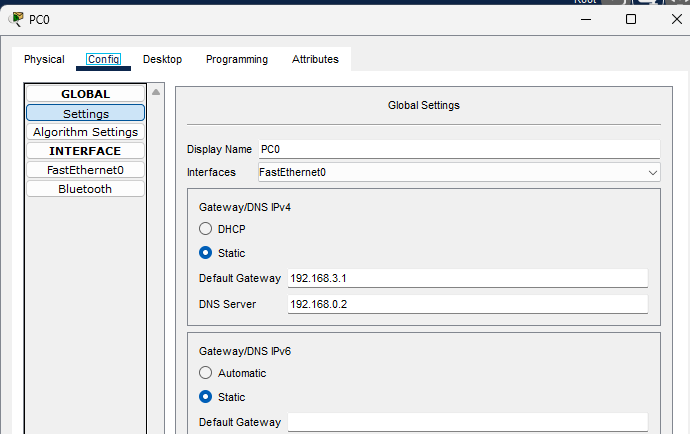 Root
PC0
Physical Config Desktop Programming Attributes
GLOBAL
Settings
Algorithm Settings
INTERFACE
FastEthernet0
Bluetooth
Global Settings
Display Name PC0
Interfaces FastEthernet0
Gateway/DNS IPv4
DHCP
Static
Default Gateway 192.168.3.1
DNS Server 192.168.0.2
Gateway/DNS IPv6
Automatic
Static
Default Gateway